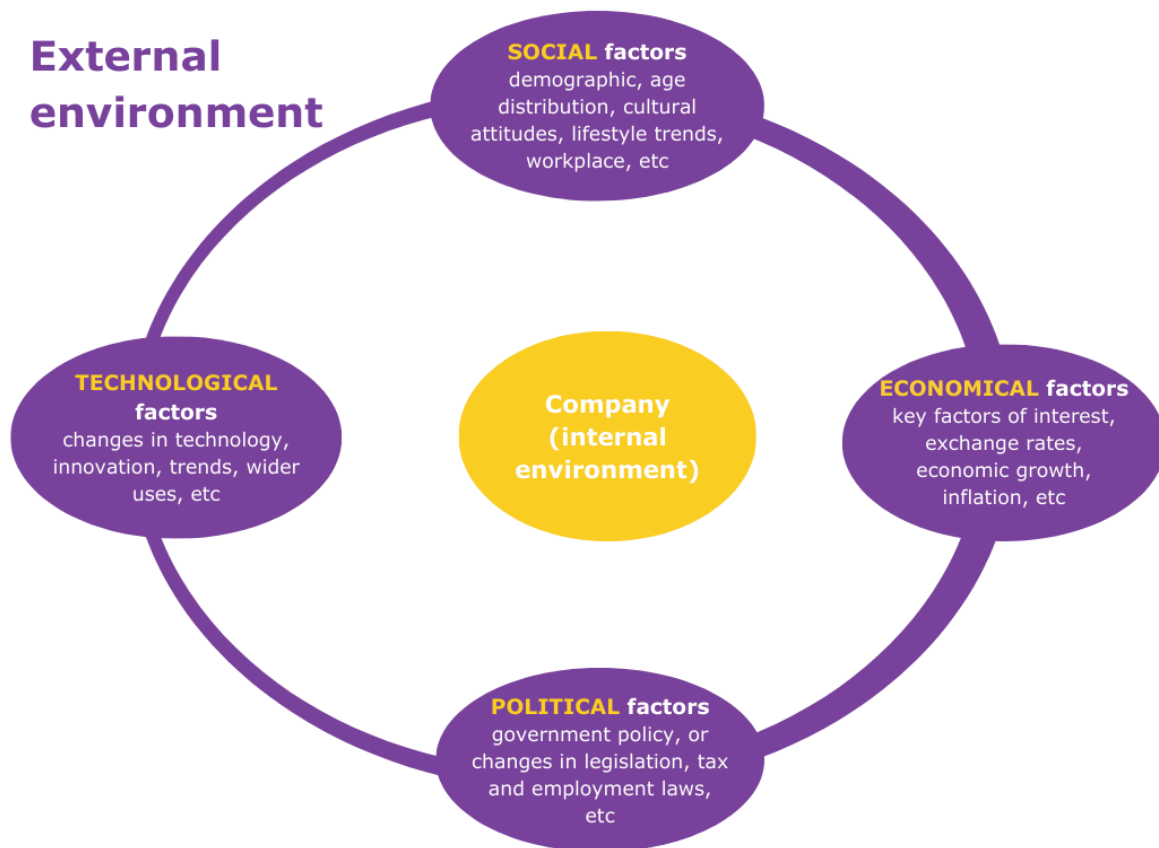 External
environment
SOCIAL factors
demographic, age
distribution, cultural
attitudes, lifestyle trends,
workplace, etc
TECHNOLOGICAL
factors
changes in technology,
innovation, trends, wider
uses, etc
Company
(internal
environment)
ECONOMICAL factors
key factors of interest,
exchange rates,
economic growth,
inflation, etc
POLITICAL factors
government policy, or
changes in legislation, tax
and employment laws,
etc